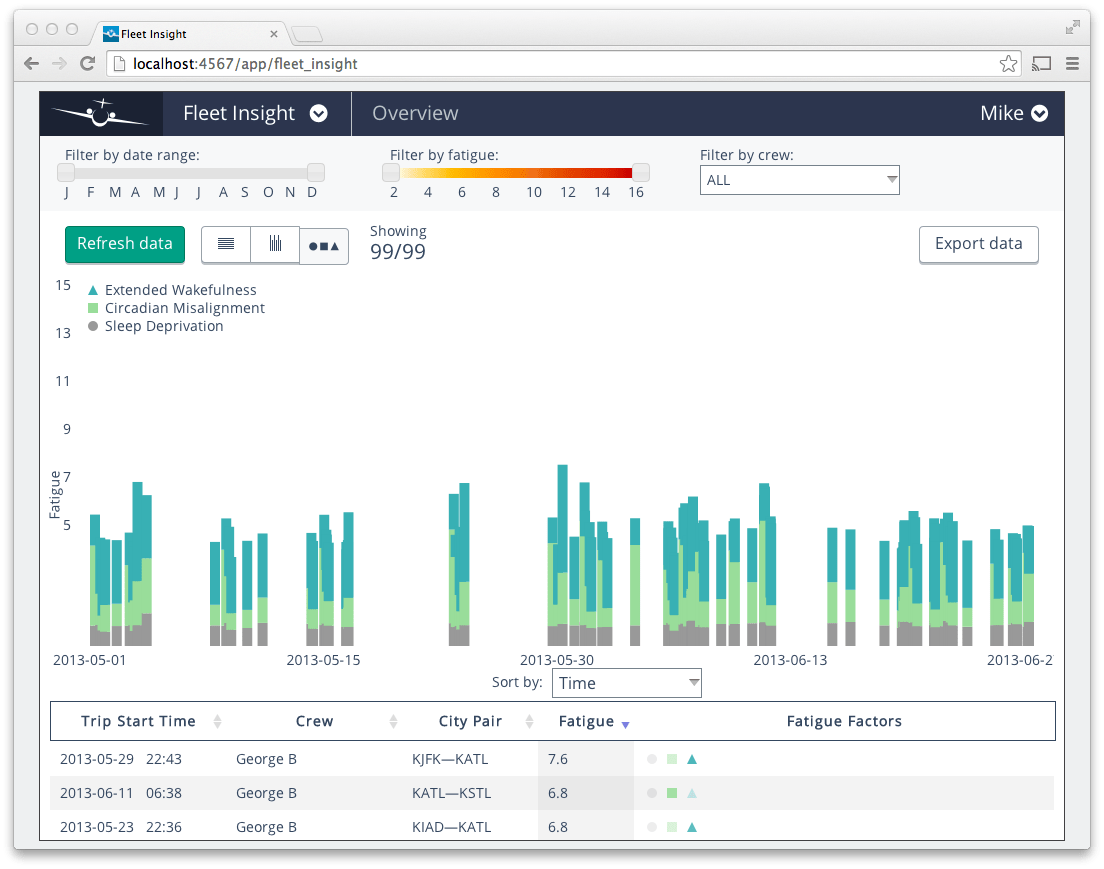 Fleet Insight
localhost:4567/app/fleet_insight
Fleet Insight Overview Mike
Filter by date range: Filter by fatigue: Filter by crew:
J F M A M J J A S O N D 2 4 6 8 10 12 14 16 ALL
Refresh data Showing Export data
99/99
15
Extended Wakefulness
Circadian Misalignment
Sleep Deprivation
13
11
9
7
5
Fatigue
2013-05-01 2013-05-15 2013-05-30 2013-06-13 2013-06-2
Sort by: Time
Trip Start Time Crew City Pair Fatigue Fatigue Factors
2013-05-29 22:43 George B KJFK—KATL 7.6
2013-06-11 06:38 George B KATL—KSTL 6.8
2013-05-23 22:36 George B KIAD—KATL 6.8